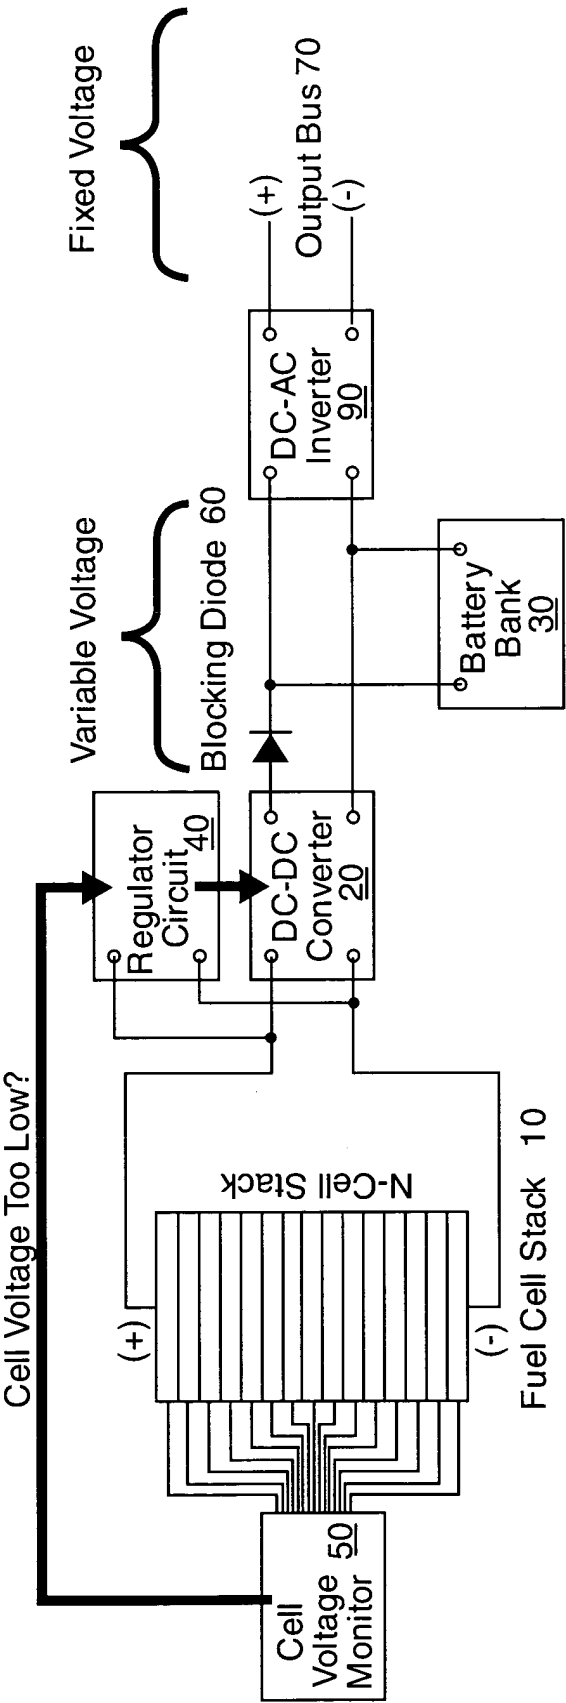 Cell Voltage Too Low?
Variable Voltage
Fixed Voltage
Regulator
Circuit
40
Blocking Diode 60
Cell
Voltage 50
Monitor
(+)
(-)
N-Cell Stack
Fuel Cell Stack 10
DC-DC
Converter
20
Battery
Bank
30
DC-AC
Inverter
90
(+)
Output Bus 70
(-)